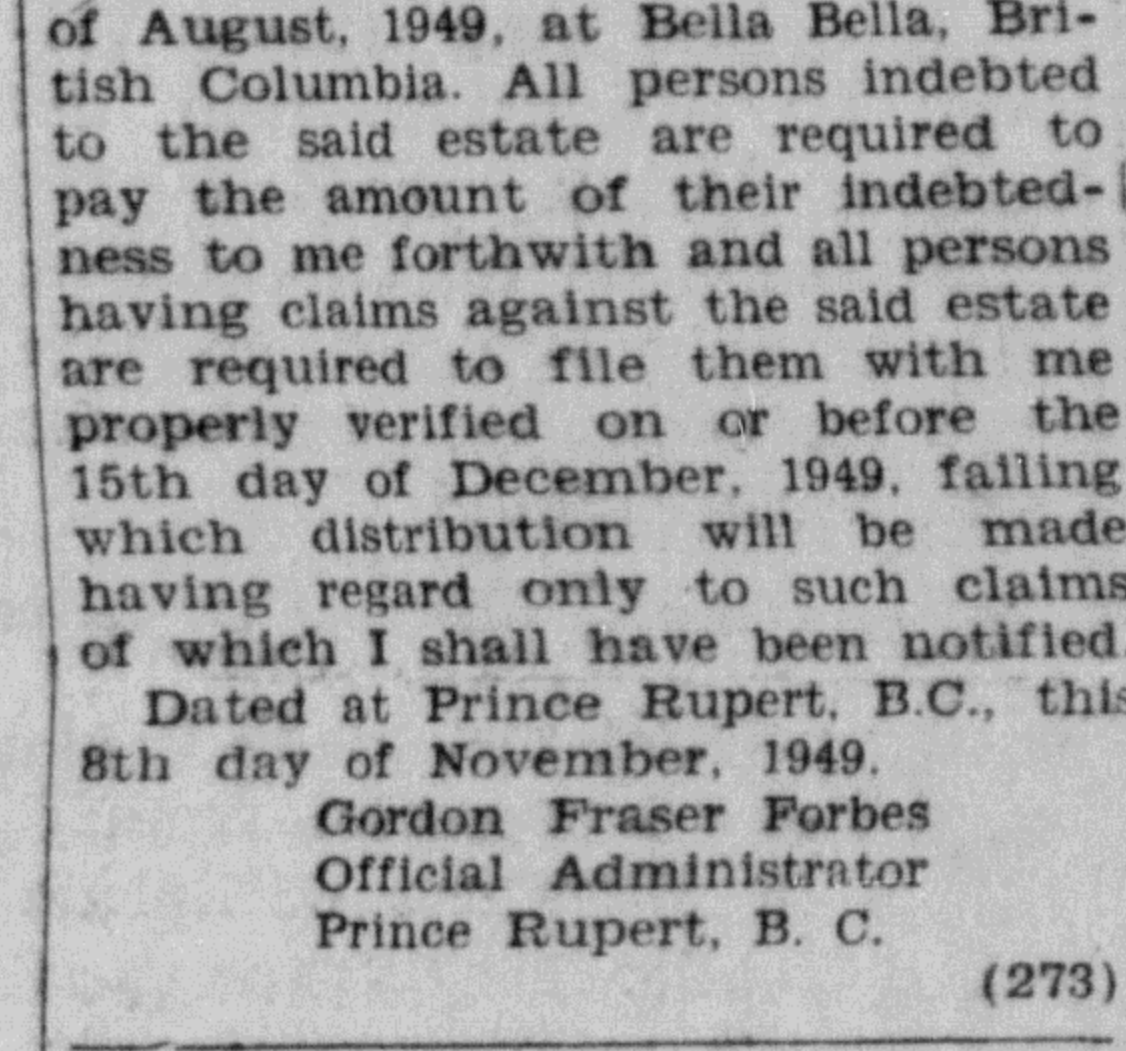 of August, 1949, at Bella Bella, Bri-
tish Columbia. All persons indebted
to the said estate are required to
pay the amount of their indebted-
ness to me forthwith and all persons
having claims against the said estate
are required to file them with me
properly verified on or before the
15th day of December, 1949, failing
which distribution will be made
having regard only to such claims
of which I shall have been notified.
Dated at Prince Rupert, B.C., this
8th day of November, 1949.
Gordon Fraser Forbes
Official Administrator
Prince Rupert, B. C.
(273)